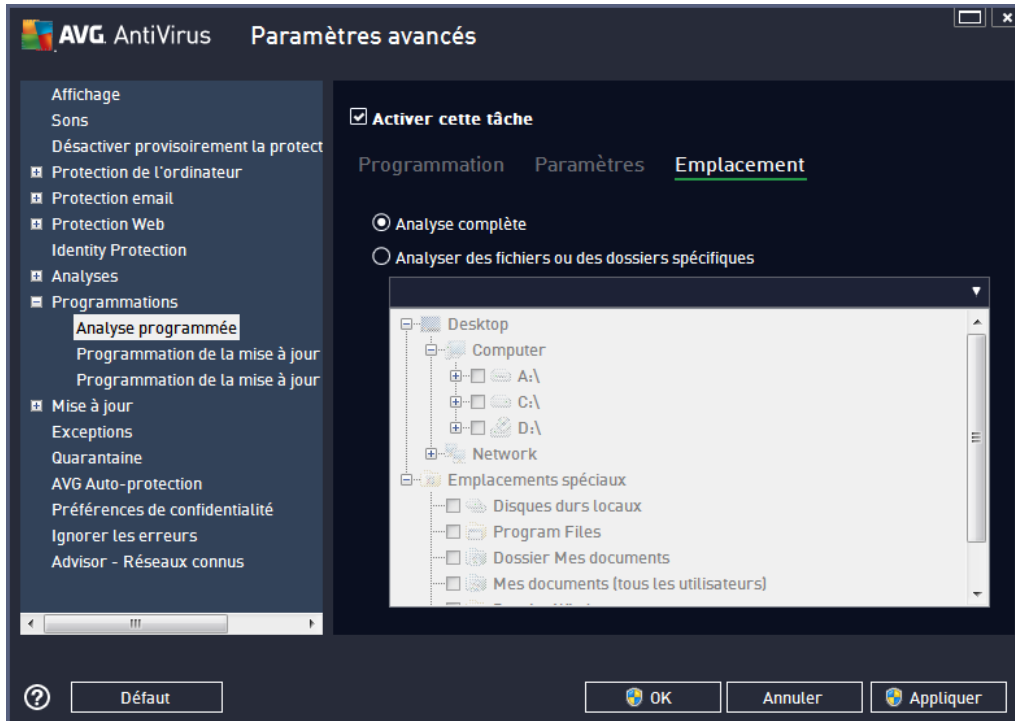 AVG. AntiVirus Paramètres avancés
Affichage
Sons
Désactiver provisoirement la protect
Protection de l'ordinateur
Protection email
Protection Web
Identity Protection
Analyses
Programmations
Analyse programmée
Programmation de la mise à jour
Programmation de la mise à jour
Mise à jour
Exceptions
Quarantaine
AVG Auto-protection
Préférences de confidentialité
Ignorer les erreurs
Advisor - Réseaux connus
Activer cette tâche
Programmation Paramètres Emplacement
Analyse complète
Analyser des fichiers ou des dossiers spécifiques
Desktop
Computer
A:\
C:\
D:\
Network
Emplacements spéciaux
Disques durs locaux
Program Files
Dossier Mes documents
Mes documents (tous les utilisateurs)
Défaut OK Annuler Appliquer